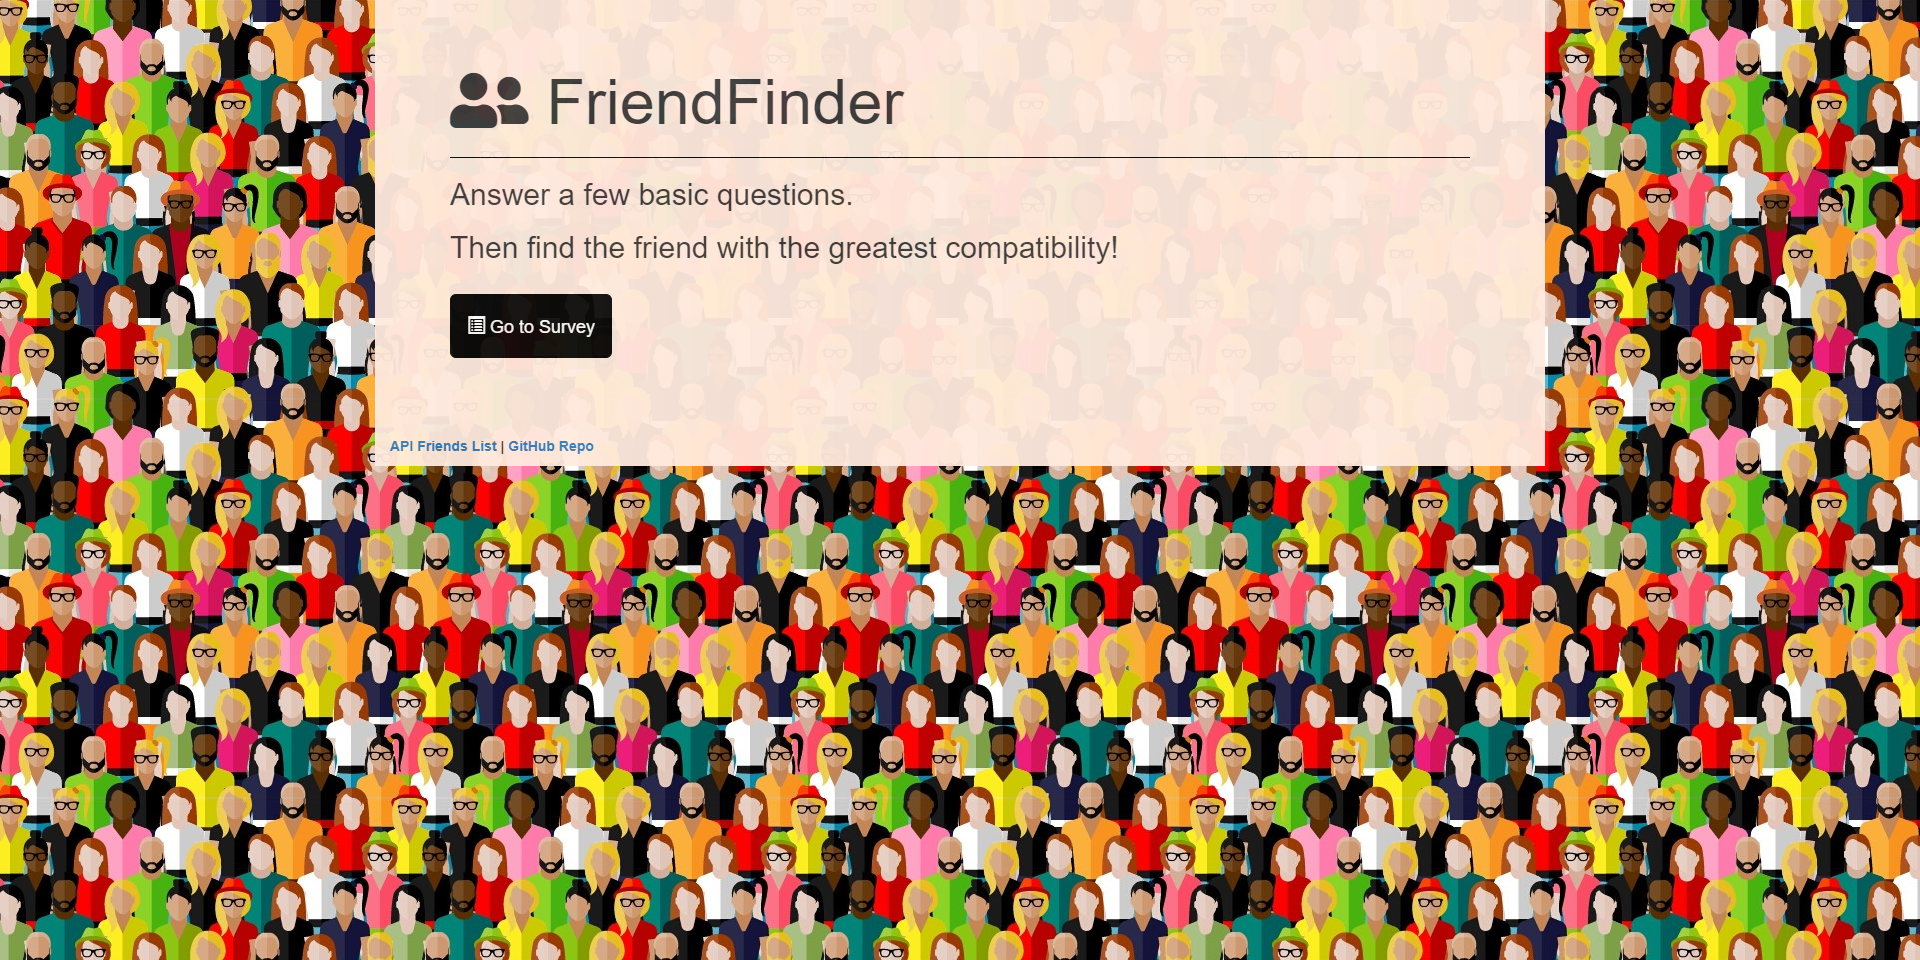 FriendFinder
Answer a few basic questions.
Then find the friend with the greatest compatibility!
Go to Survey
API Friends List | GitHub Repo